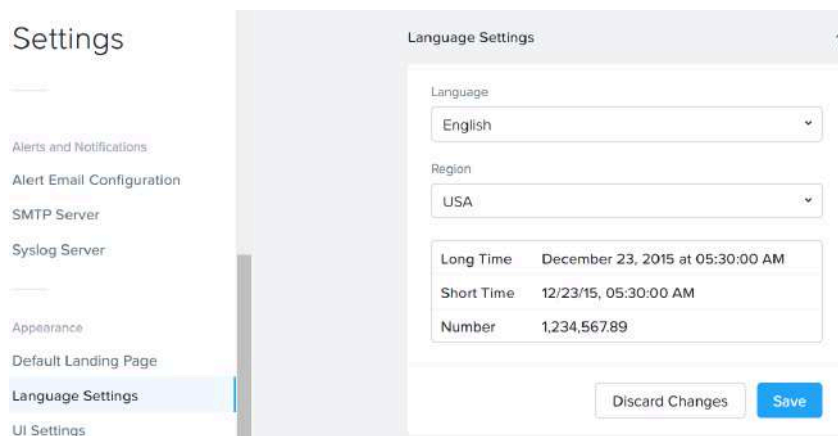 Settings
Alerts and Notifications
Alert Email Configuration
SMTP Server
Syslog Server
Appearance
Default Landing Page
Language Settings
UI Settings
Language Settings
Language
English
Region
USA
Long Time December 23, 2015 at 05:30:00 AM
Short Time 12/23/15, 05:30:00 AM
Number 1,234,567.89
Discard Changes Save